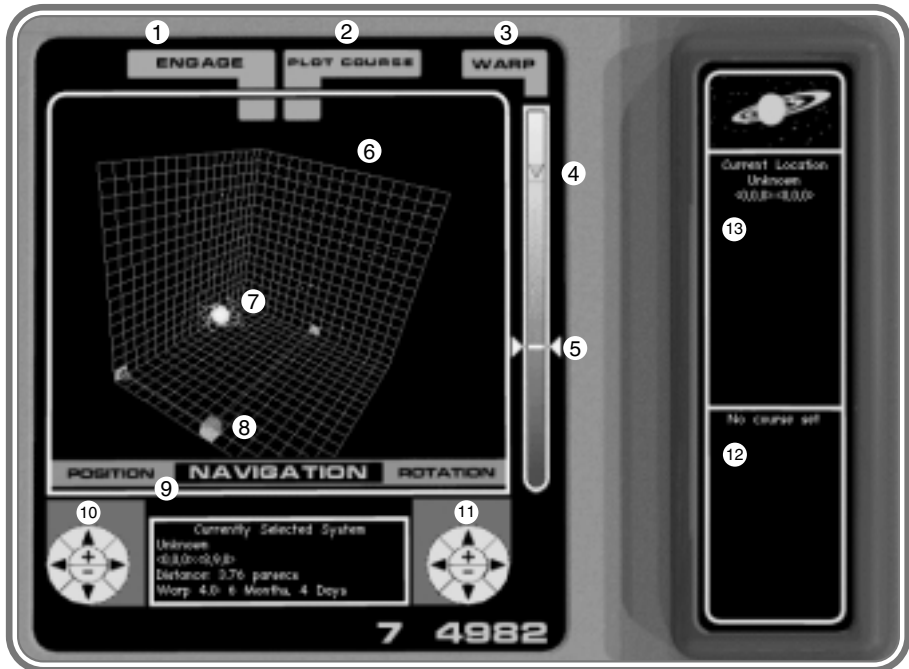 1
2
3
ENGAGE
PLOT COURSE
WARP
6
4
Current Location
Unknown
<0,0,0>:<0,0,0>
13
7
5
8
No course set
12
POSITION
NAVIGATION
ROTATION
9
10
11
Currently Selected System
Unknown
<0,0,0>:<8,9,0>
Distance: 3.76 parsecs
Warp 4.0: 6 Months, 4 Days
+
−
+
−
7 4982